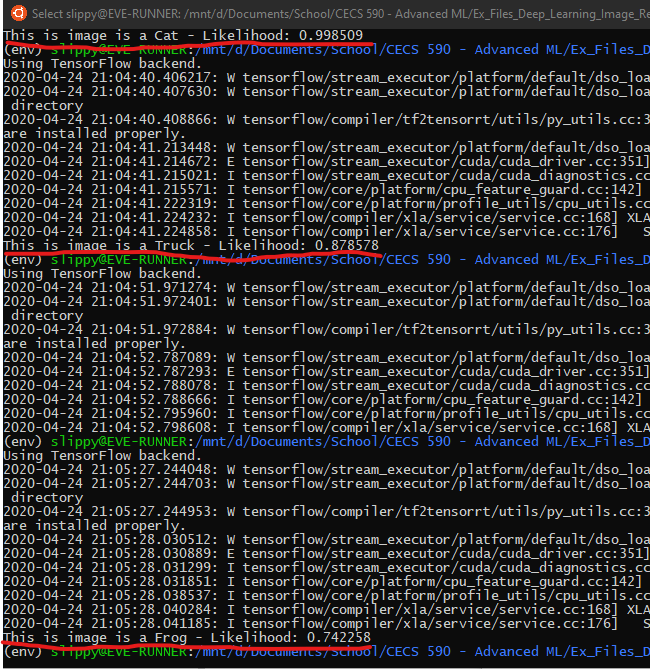 Select slippy@EVE-RUNNER: /mnt/d/Documents/School/CECS 590 - Advanced ML/Ex_Files_Deep_Learning_Image_Re
This is image is a Cat - Likelihood: 0.998509
(env) slippy@EVE-RUNNER:/mnt/d/Documents/School/CECS 590 - Advanced ML/Ex_Files_D
Using TensorFlow backend.
2020-04-24 21:04:40.406217: W tensorflow/stream_executor/platform/default/dso_loa
2020-04-24 21:04:40.407630: W tensorflow/stream_executor/platform/default/dso_loa
directory
2020-04-24 21:04:40.408866: W tensorflow/compiler/tf2tensorrt/utils/py_utils.cc:3
are installed properly.
2020-04-24 21:04:41.213448: W tensorflow/stream_executor/platform/default/dso_loa
2020-04-24 21:04:41.214672: E tensorflow/stream_executor/cuda/cuda_driver.cc:351]
2020-04-24 21:04:41.215021: I tensorflow/stream_executor/cuda/cuda_diagnostics.cc
2020-04-24 21:04:41.215571: I tensorflow/core/platform/cpu_feature_guard.cc:142]
2020-04-24 21:04:41.222319: I tensorflow/core/platform/profile_utils/cpu_utils.cc
2020-04-24 21:04:41.224232: I tensorflow/compiler/xla/service/service.cc:168] XLA
2020-04-24 21:04:41.224858: I tensorflow/compiler/xla/service/service.cc:176] S
This is image is a Truck - Likelihood: 0.878578
(env) slippy@EVE-RUNNER:/mnt/d/Documents/School/CECS 590 - Advanced ML/Ex_Files_D
Using TensorFlow backend.
2020-04-24 21:04:51.971274: W tensorflow/stream_executor/platform/default/dso_loa
2020-04-24 21:04:51.972401: W tensorflow/stream_executor/platform/default/dso_loa
directory
2020-04-24 21:04:51.972884: W tensorflow/compiler/tf2tensorrt/utils/py_utils.cc:3
are installed properly.
2020-04-24 21:04:52.787089: W tensorflow/stream_executor/platform/default/dso_loa
2020-04-24 21:04:52.787293: E tensorflow/stream_executor/cuda/cuda_driver.cc:351]
2020-04-24 21:04:52.788078: I tensorflow/stream_executor/cuda/cuda_diagnostics.cc
2020-04-24 21:04:52.788666: I tensorflow/core/platform/cpu_feature_guard.cc:142]
2020-04-24 21:04:52.795960: I tensorflow/core/platform/profile_utils/cpu_utils.cc
2020-04-24 21:04:52.798608: I tensorflow/compiler/xla/service/service.cc:168] XLA
(env) slippy@EVE-RUNNER:/mnt/d/Documents/School/CECS 590 - Advanced ML/Ex_Files_D
Using TensorFlow backend.
2020-04-24 21:05:27.244048: W tensorflow/stream_executor/platform/default/dso_loa
2020-04-24 21:05:27.244703: W tensorflow/stream_executor/platform/default/dso_loa
directory
2020-04-24 21:05:27.244953: W tensorflow/compiler/tf2tensorrt/utils/py_utils.cc:3
are installed properly.
2020-04-24 21:05:28.030512: W tensorflow/stream_executor/platform/default/dso_loa
2020-04-24 21:05:28.030889: E tensorflow/stream_executor/cuda/cuda_driver.cc:351]
2020-04-24 21:05:28.031299: I tensorflow/stream_executor/cuda/cuda_diagnostics.cc
2020-04-24 21:05:28.031851: I tensorflow/core/platform/cpu_feature_guard.cc:142]
2020-04-24 21:05:28.038537: I tensorflow/core/platform/profile_utils/cpu_utils.cc
2020-04-24 21:05:28.040284: I tensorflow/compiler/xla/service/service.cc:168] XLA
2020-04-24 21:05:28.041185: I tensorflow/compiler/xla/service/service.cc:176] S
This is image is a Frog - Likelihood: 0.742258
(env) slippy@EVE-RUNNER:/mnt/d/Documents/School/CECS 590 - Advanced ML/Ex_Files_D